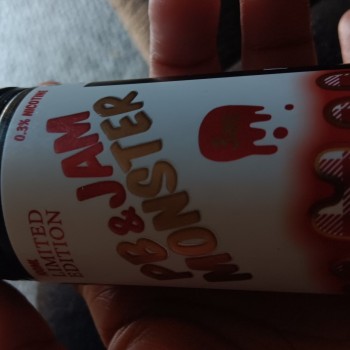 0.3% NICOTINE
PB & JAM
MONSTER
LIMITED
EDITION